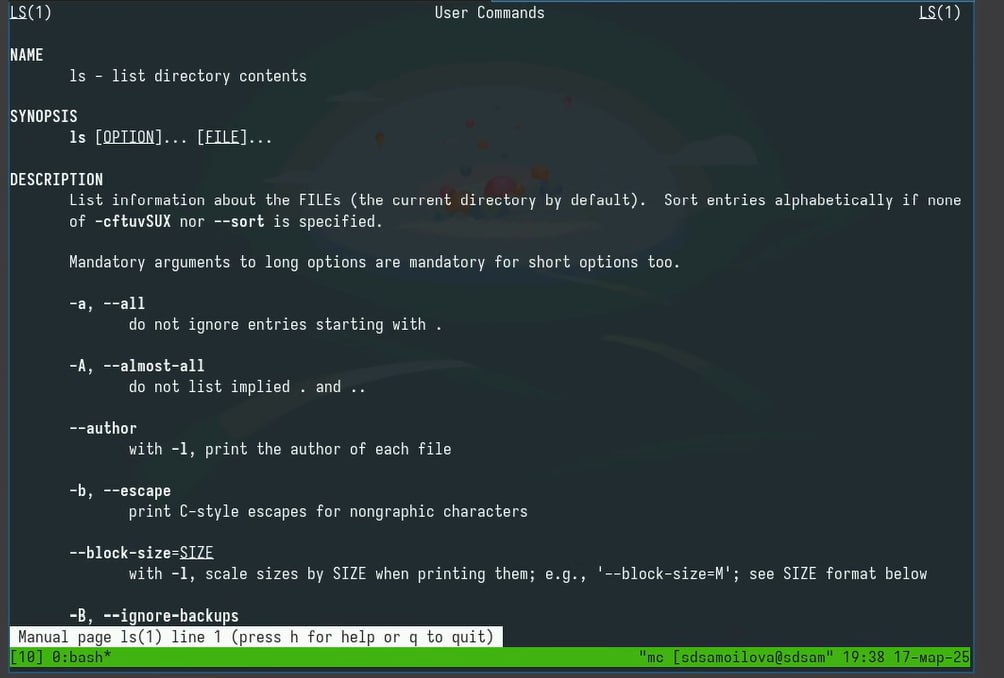 LS(1) User Commands LS(1)
NAME
ls - list directory contents
SYNOPSIS
ls [OPTION]... [FILE]...
DESCRIPTION
List information about the FILEs (the current directory by default).  Sort entries alphabetically if none
of -cftuvSUX nor --sort is specified.
Mandatory arguments to long options are mandatory for short options too.
-a, --all
do not ignore entries starting with .
-A, --almost-all
do not list implied . and ..
--author
with -l, print the author of each file
-b, --escape
print C-style escapes for nongraphic characters
--block-size=SIZE
with -l, scale sizes by SIZE when printing them; e.g., '--block-size=M'; see SIZE format below
-B, --ignore-backups
Manual page ls(1) line 1 (press h for help or q to quit)
[10] 0:bash* "mc [sdsamoilova@sdsam" 19:38 17-мар-25